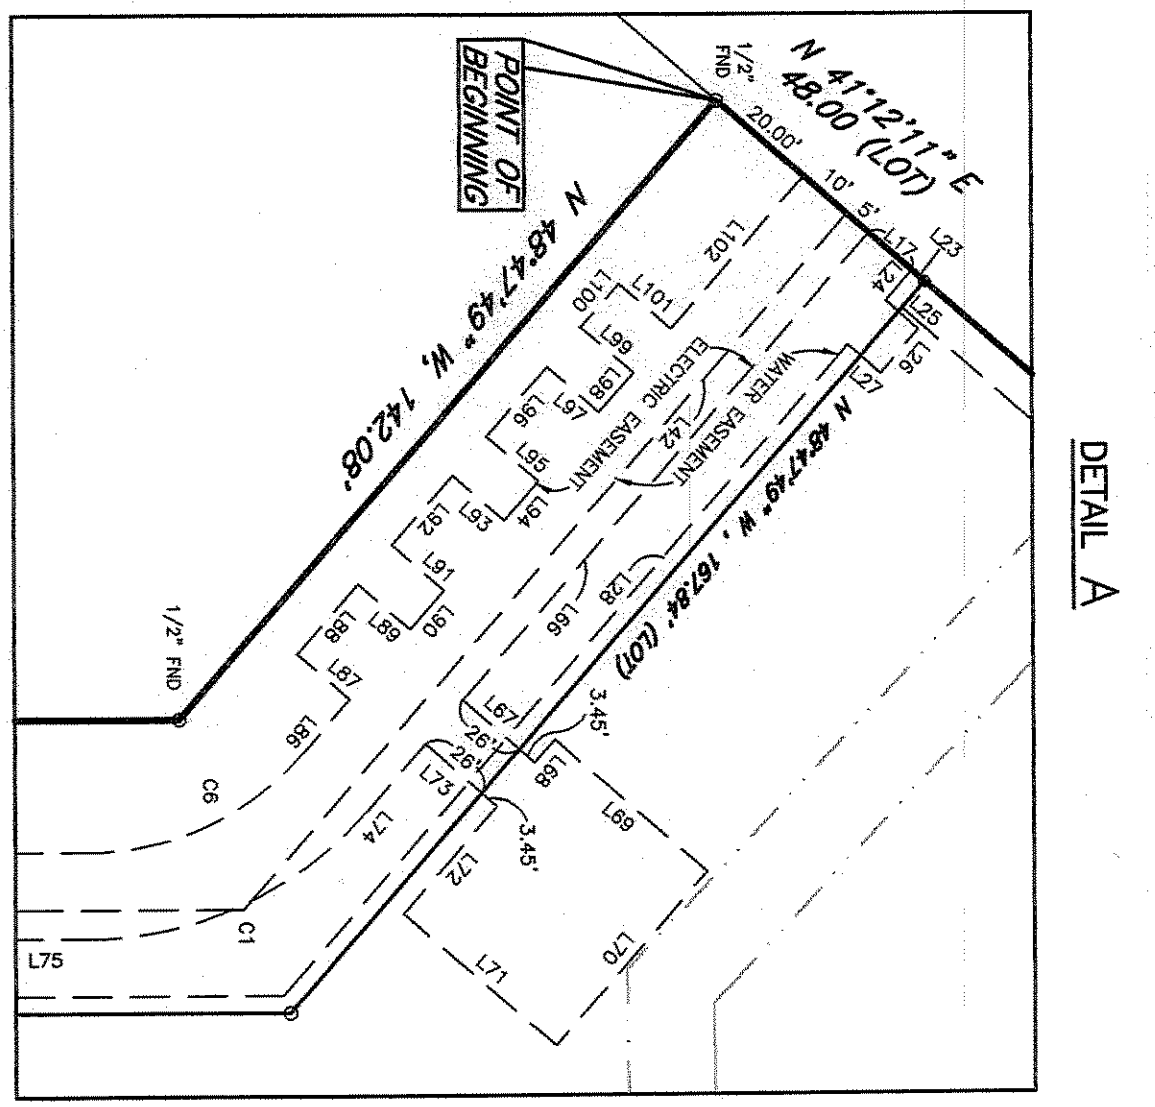 DETAIL A
N 41°12'11" E
48.00 (LOT)
1/2"
FND
20.00'
10'
5'
L17
L23
L24
L25
L26
L27
POINT OF
BEGINNING
N 48°47'49" W, 142.08'
L102
L101
L100
L99
L98
L97
L96
L95
L94
L93
L92
L91
L90
L89
L88
L87
L86
ELECTRIC EASEMENT
WATER EASEMENT
L42
N 48°47'49" W, 167.84' (LOT)
L28
L66
L67
26'
3.45'
L68
L69
L70
L71
L72
3.45'
26'
L73
L74
1/2" FND
C6
C1
L75